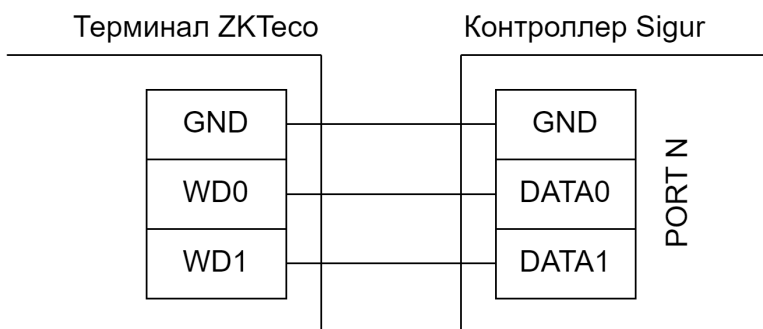 Терминал ZKTeco
Контроллер Sigur
GND
GND
WD0
DATA0
WD1
DATA1
PORT N